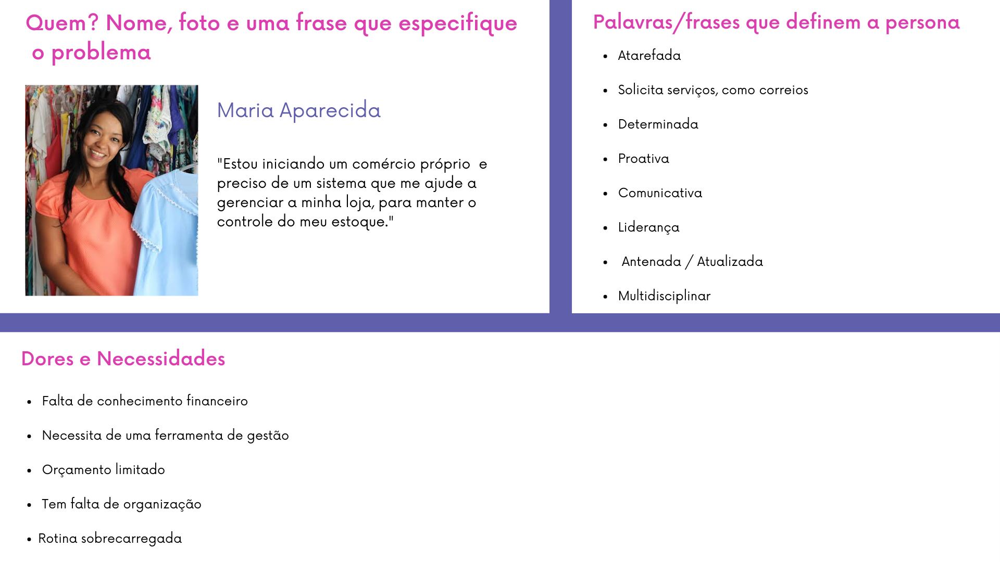 Quem? Nome, foto e uma frase que especifique
o problema
Maria Aparecida
"Estou iniciando um comércio próprio  e
preciso de um sistema que me ajude a
gerenciar a minha loja, para manter o
controle do meu estoque."
Palavras/frases que definem a persona
• Atarefada
• Solicita serviços, como correios
• Determinada
• Proativa
• Comunicativa
• Liderança
• Antenada / Atualizada
• Multidisciplinar
Dores e Necessidades
• Falta de conhecimento financeiro
• Necessita de uma ferramenta de gestão
• Orçamento limitado
• Tem falta de organização
• Rotina sobrecarregada